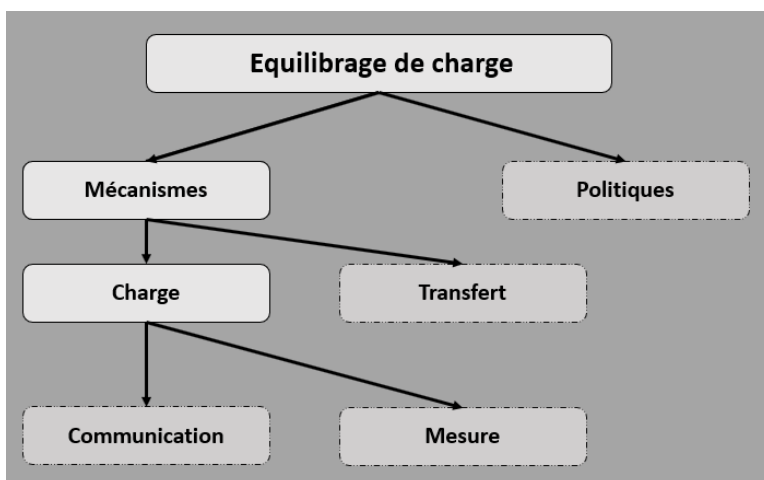 Equilibrage de charge
Mécanismes
Politiques
Charge
Transfert
Communication
Mesure